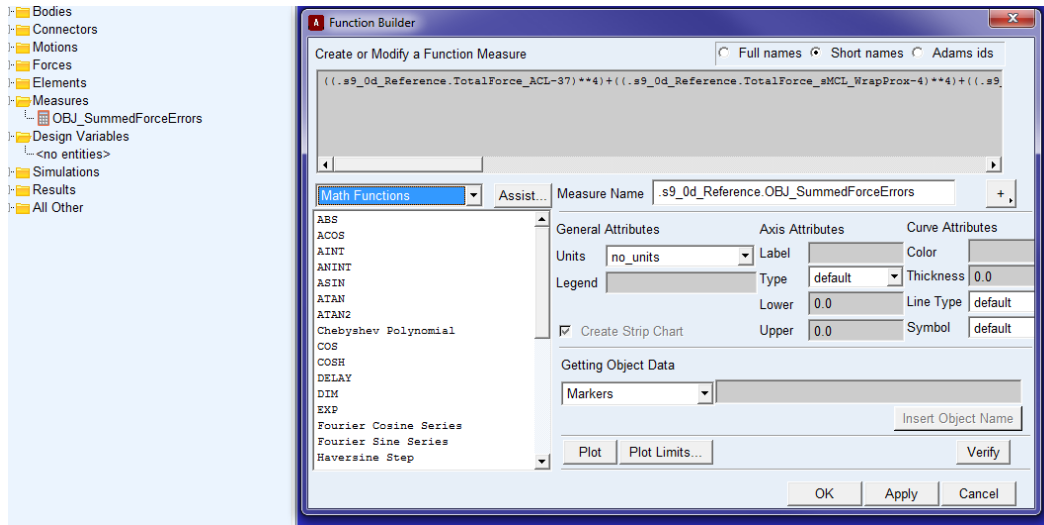 Bodies
Connectors
Motions
Forces
Elements
Measures
OBJ_SummedForceErrors
Design Variables
<no entities>
Simulations
Results
All Other
A Function Builder
Create or Modify a Function Measure
Full names Short names Adams ids
((.s9_0d_Reference.TotalForce_ACL-37)**4)+((.s9_0d_Reference.TotalForce_sMCL_WrapProx-4)**4)+((.s9_
Math Functions Assist... Measure Name .s9_0d_Reference.OBJ_SummedForceErrors +
ABS
ACOS
AINT
ANINT
ASIN
ATAN
ATAN2
Chebyshev Polynomial
COS
COSH
DELAY
DIM
EXP
Fourier Cosine Series
Fourier Sine Series
Haversine Step
General Attributes
Units no_units
Legend
Create Strip Chart
Axis Attributes
Label
Type default
Lower 0.0
Upper 0.0
Curve Attributes
Color
Thickness 0.0
Line Type default
Symbol default
Getting Object Data
Markers
Insert Object Name
Plot Plot Limits... Verify
OK Apply Cancel